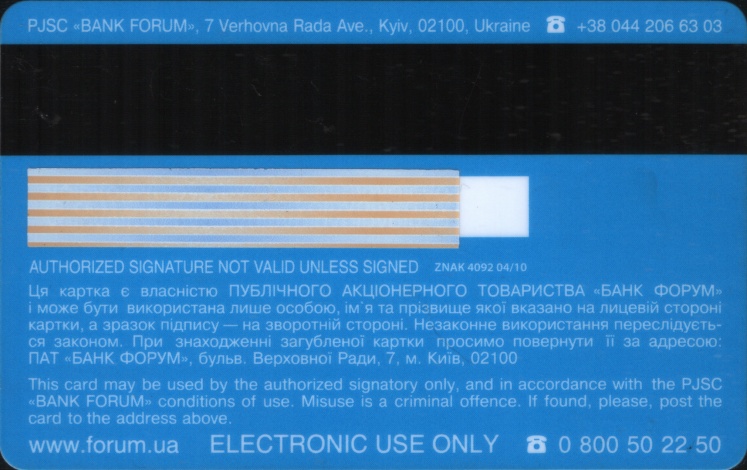 PJSC «BANK FORUM», 7 Verhovna Rada Ave., Kyiv, 02100, Ukraine ☎ +38 044 206 63 03
AUTHORIZED SIGNATURE NOT VALID UNLESS SIGNED ZNAK 4092 04/10
Ця картка є власністю ПУБЛІЧНОГО АКЦІОНЕРНОГО ТОВАРИСТВА «БАНК ФОРУМ»
і може бути використана лише особою, ім`я та прізвище якої вказано на лицевій стороні
картки, а зразок підпису — на зворотній стороні. Незаконне використання переслідуєть-
ся законом. При знаходженні загубленої картки просимо повернути її за адресою:
ПАТ «БАНК ФОРУМ», бульв. Верховної Ради, 7, м. Київ, 02100
This card may be used by the authorized signatory only, and in accordance with the PJSC
«BANK FORUM» conditions of use. Misuse is a criminal offence. If found, please, post the
card to the address above.
www.forum.ua ELECTRONIC USE ONLY ☎ 0 800 50 22 50